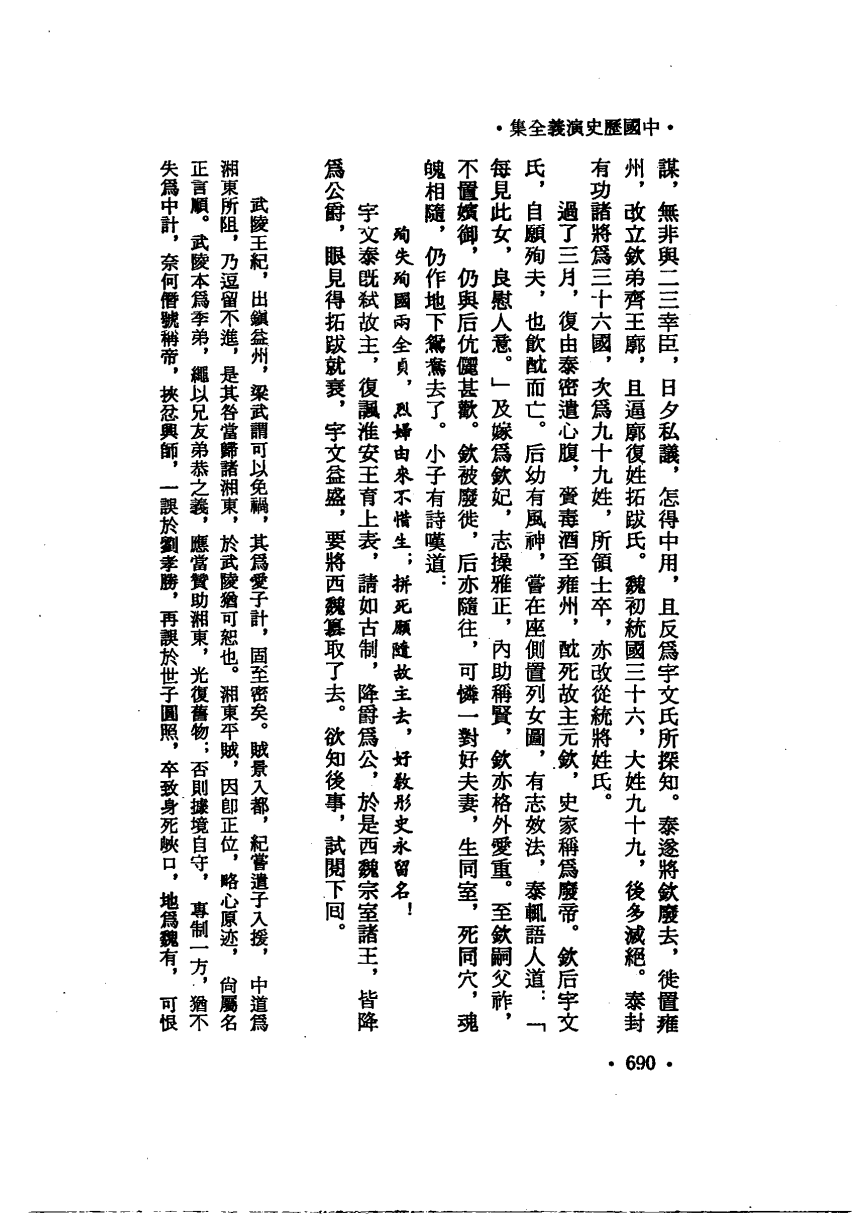 ·中國歷史演義全集·
謀，無非與二三幸臣，日夕私議，怎得中用，且反爲宇文氏所探知。泰遂將欽廢去，徙置雍
州，改立欽弟齊王廓，且逼廓復姓拓跋氏。魏初統國三十六，大姓九十九，後多滅絕。泰封
有功諸將爲三十六國，次爲九十九姓，所領士卒，亦改從統將姓氏。
過了三月，復由泰密遣心腹，賷毒酒至雍州，酖死故主元欽，史家稱爲廢帝。欽后宇文
氏，自願殉夫，也飲酖而亡。后幼有風神，嘗在座側置列女圖，有志效法，泰輒語人道：「
每見此女，良慰人意。」及嫁爲欽妃，志操雅正，內助稱賢，欽亦格外愛重。至欽嗣父祚，
不置嬪御，仍與后伉儷甚歡。欽被廢徙，后亦隨往，可憐一對好夫妻，生同室，死同穴，魂
魄相隨，仍作地下鴛鴦去了。小子有詩嘆道：
殉夫殉國兩全貞，烈婦由來不惜生；拼死願隨故主去，好敎彤史永留名！
宇文泰既弒故主，復諷淮安王育上表，請如古制，降爵爲公，於是西魏宗室諸王，皆降
爲公爵，眼見得拓跋就衰，宇文益盛，要將西魏簒取了去。欲知後事，試閱下囘。
武陵王紀，出鎭益州，梁武謂可以免禍，其爲愛子計，固至密矣。賊景入都，紀嘗遣子入援，中道爲
湘東所阻，乃逗留不進，是其咎當歸諸湘東，於武陵猶可恕也。湘東平賊，因卽正位，略心原迹，尙屬名
正言順。武陵本爲季弟，繩以兄友弟恭之義，應當贊助湘東，光復舊物；否則據境自守，專制一方，猶不
失爲中計，奈何僭號稱帝，挾忿興師，一誤於劉孝勝，再誤於世子圓照，卒致身死峽口，地爲魏有，可恨
·690·